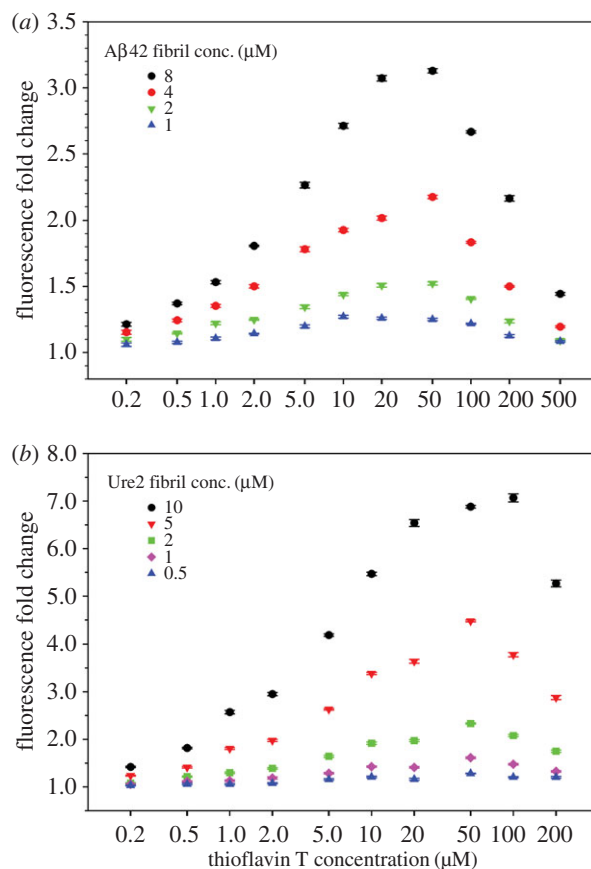 (a)
3.5
Aβ42 fibril conc. (μM)
8
4
2
1
3.0
2.5
2.0
1.5
1.0
fluorescence fold change
0.2 0.5 1.0 2.0 5.0 10 20 50 100 200 500
(b)
8.0
Ure2 fibril conc. (μM)
10
5
2
1
0.5
7.0
6.0
5.0
4.0
3.0
2.0
1.0
fluorescence fold change
0.2 0.5 1.0 2.0 5.0 10 20 50 100 200
thioflavin T concentration (μM)